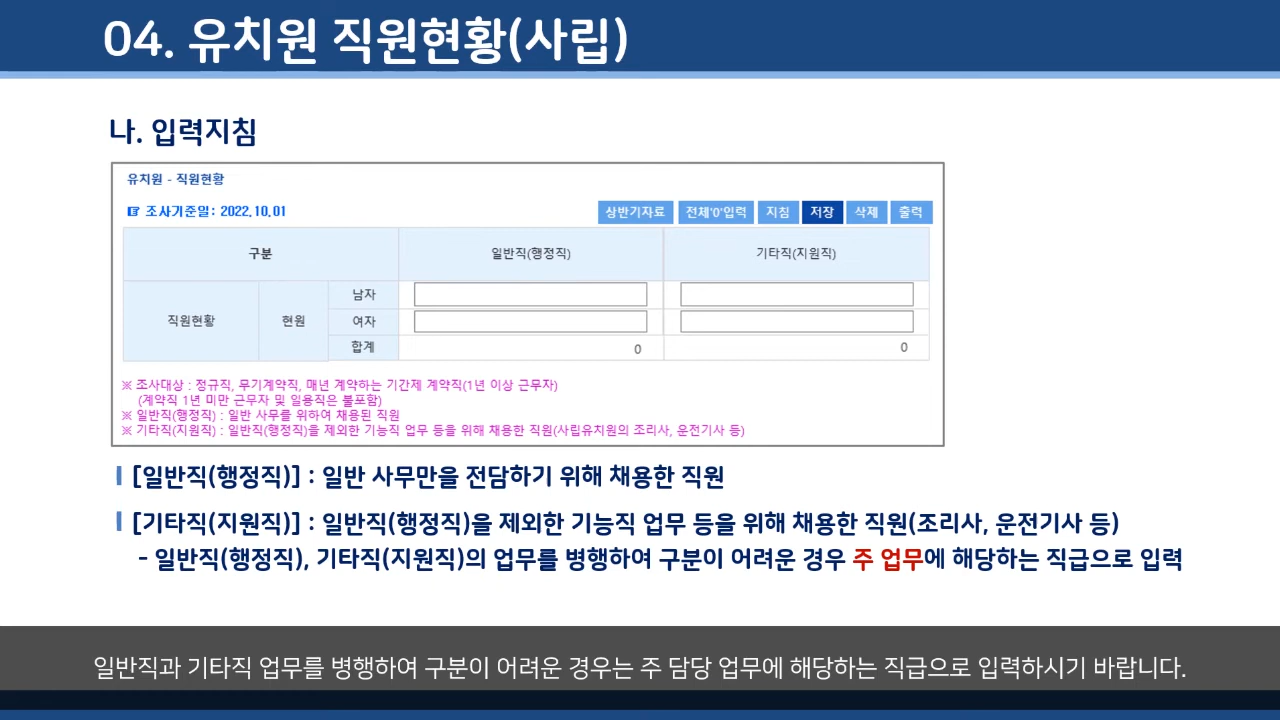 04. 유치원 직원현황(사립)
나. 입력지침
유치원 - 직원현황
☞ 조사기준일: 2022.10.01
상반기자료 전체'0'입력 지침 저장 삭제 출력
구분 일반직(행정직) 기타직(지원직)
직원현황 현원 남자
여자
합계 0 0
※ 조사대상 : 정규직, 무기계약직, 매년 계약하는 기간제 계약직(1년 이상 근무자)
(계약직 1년 미만 근무자 및 일용직은 불포함)
※ 일반직(행정직) : 일반 사무를 위하여 채용된 직원
※ 기타직(지원직) : 일반직(행정직)을 제외한 기능직 업무 등을 위해 채용한 직원(사립유치원의 조리사, 운전기사 등)
[일반직(행정직)] : 일반 사무만을 전담하기 위해 채용한 직원
[기타직(지원직)] : 일반직(행정직)을 제외한 기능직 업무 등을 위해 채용한 직원(조리사, 운전기사 등)
- 일반직(행정직), 기타직(지원직)의 업무를 병행하여 구분이 어려운 경우 주 업무에 해당하는 직급으로 입력
일반직과 기타직 업무를 병행하여 구분이 어려운 경우는 주 담당 업무에 해당하는 직급으로 입력하시기 바랍니다.